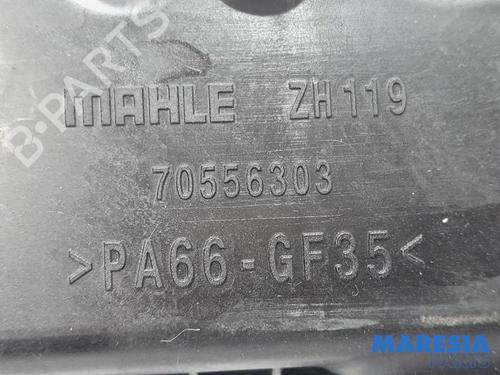 B-PARTS
MAHLE ZH119
70556303
>PA66-GF35<
MARESIA